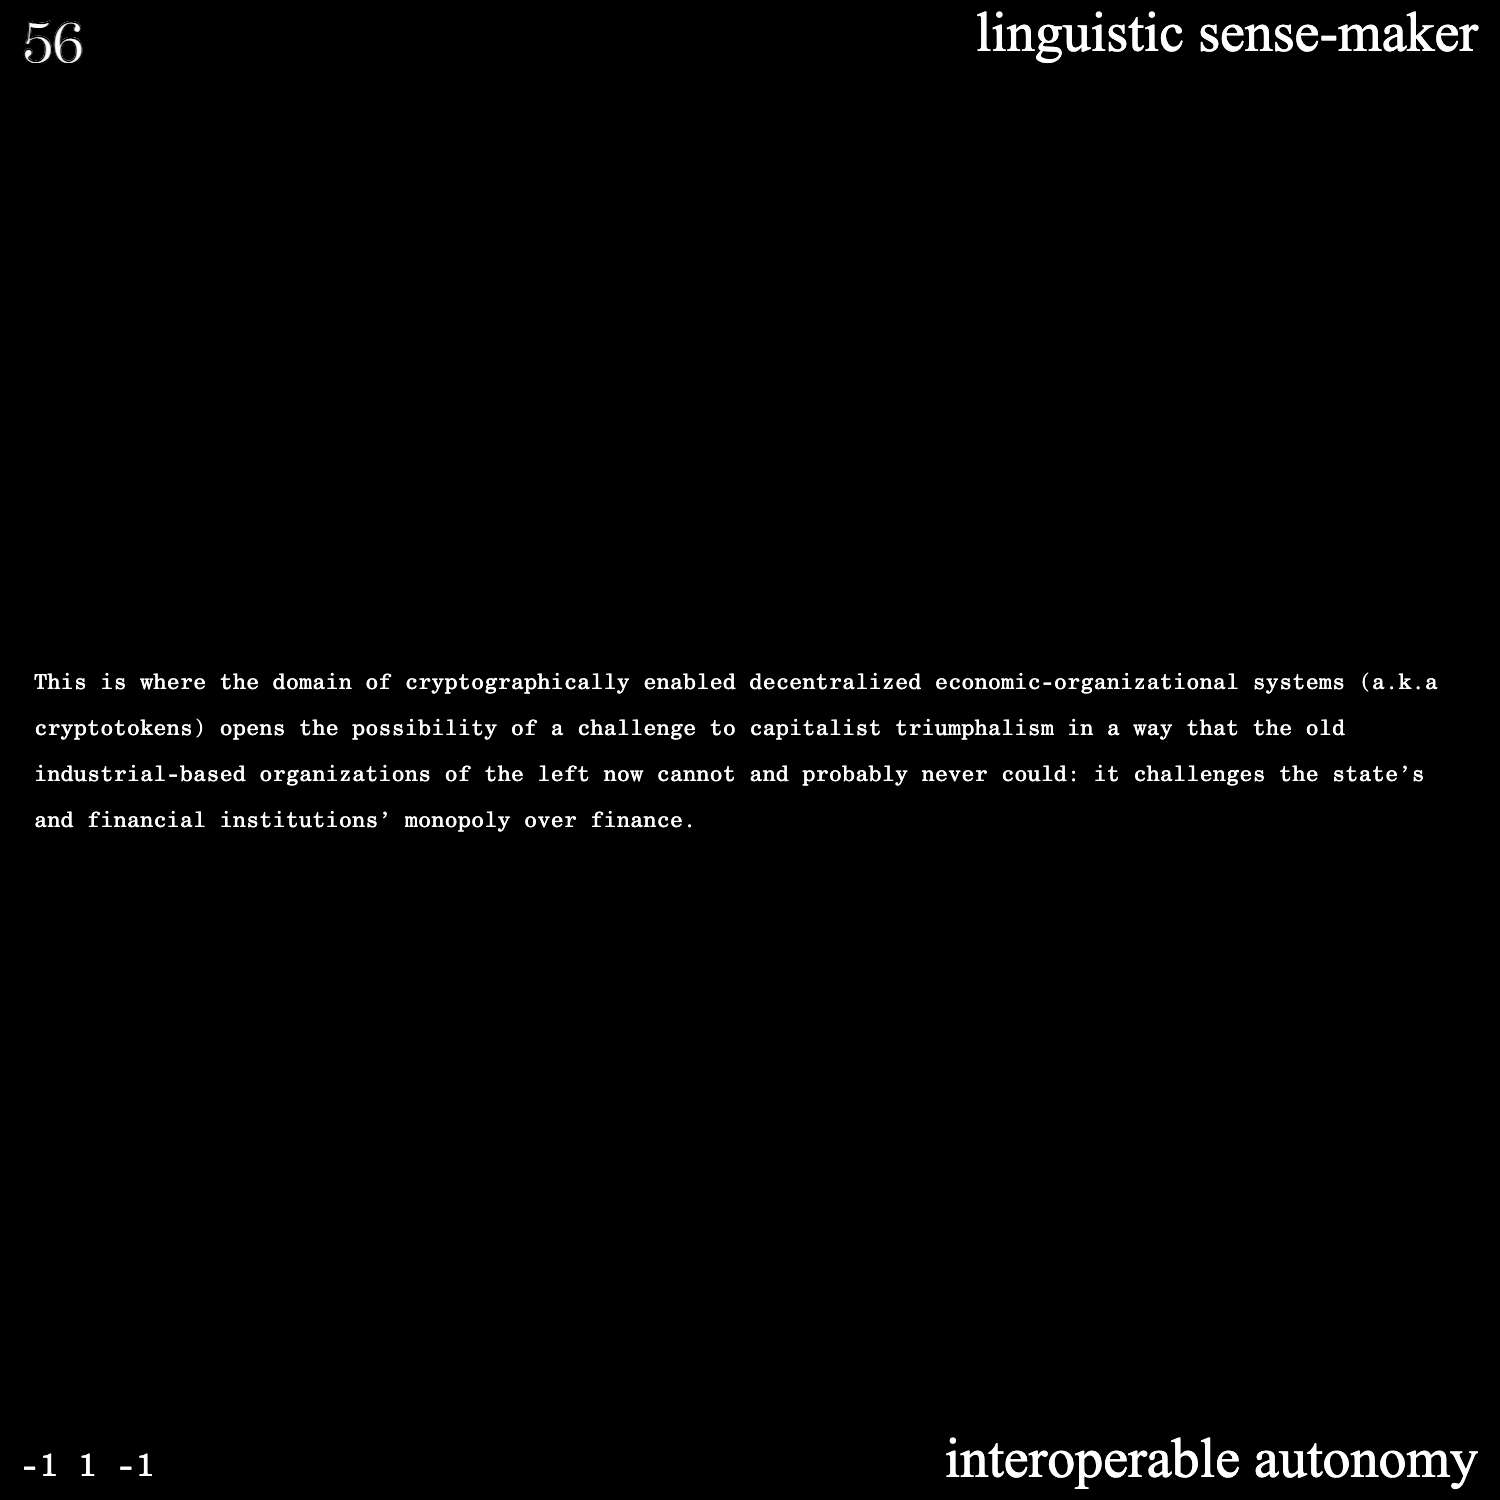 56
linguistic sense-maker
This is where the domain of cryptographically enabled decentralized economic-organizational systems (a.k.a
cryptotokens) opens the possibility of a challenge to capitalist triumphalism in a way that the old
industrial-based organizations of the left now cannot and probably never could: it challenges the state’s
and financial institutions’ monopoly over finance.
-1 1 -1
interoperable autonomy